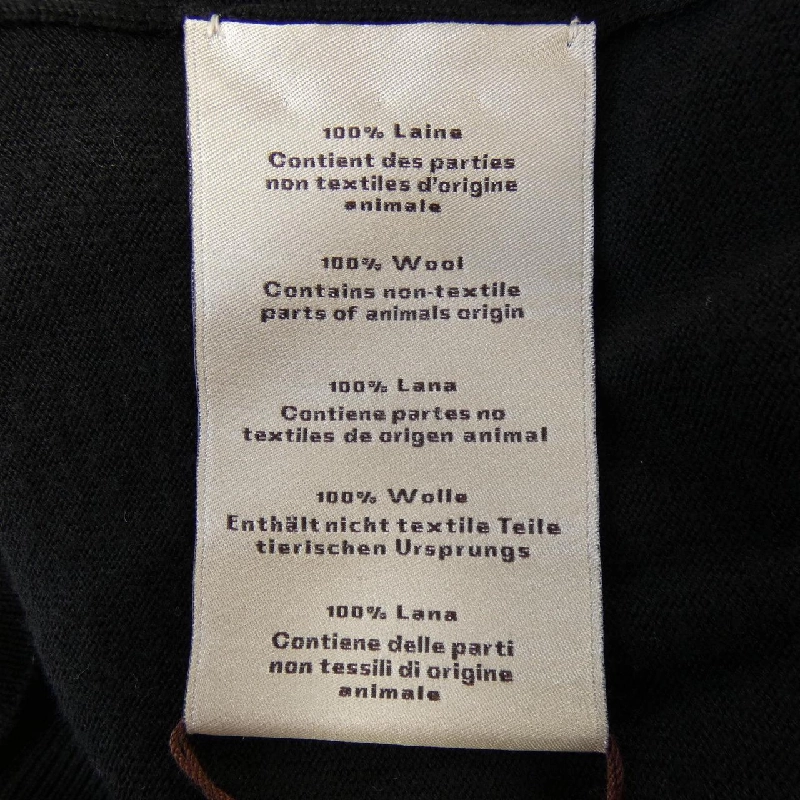 100% Laine
Contient des parties
non textiles d'origine
animale
100% Wool
Contains non-textile
parts of animals origin
100% Lana
Contiene partes no
textiles de origen animal
100% Wolle
Enthält nicht textile Teile
tierischen Ursprungs
100% Lana
Contiene delle parti
non tessili di origine
animale